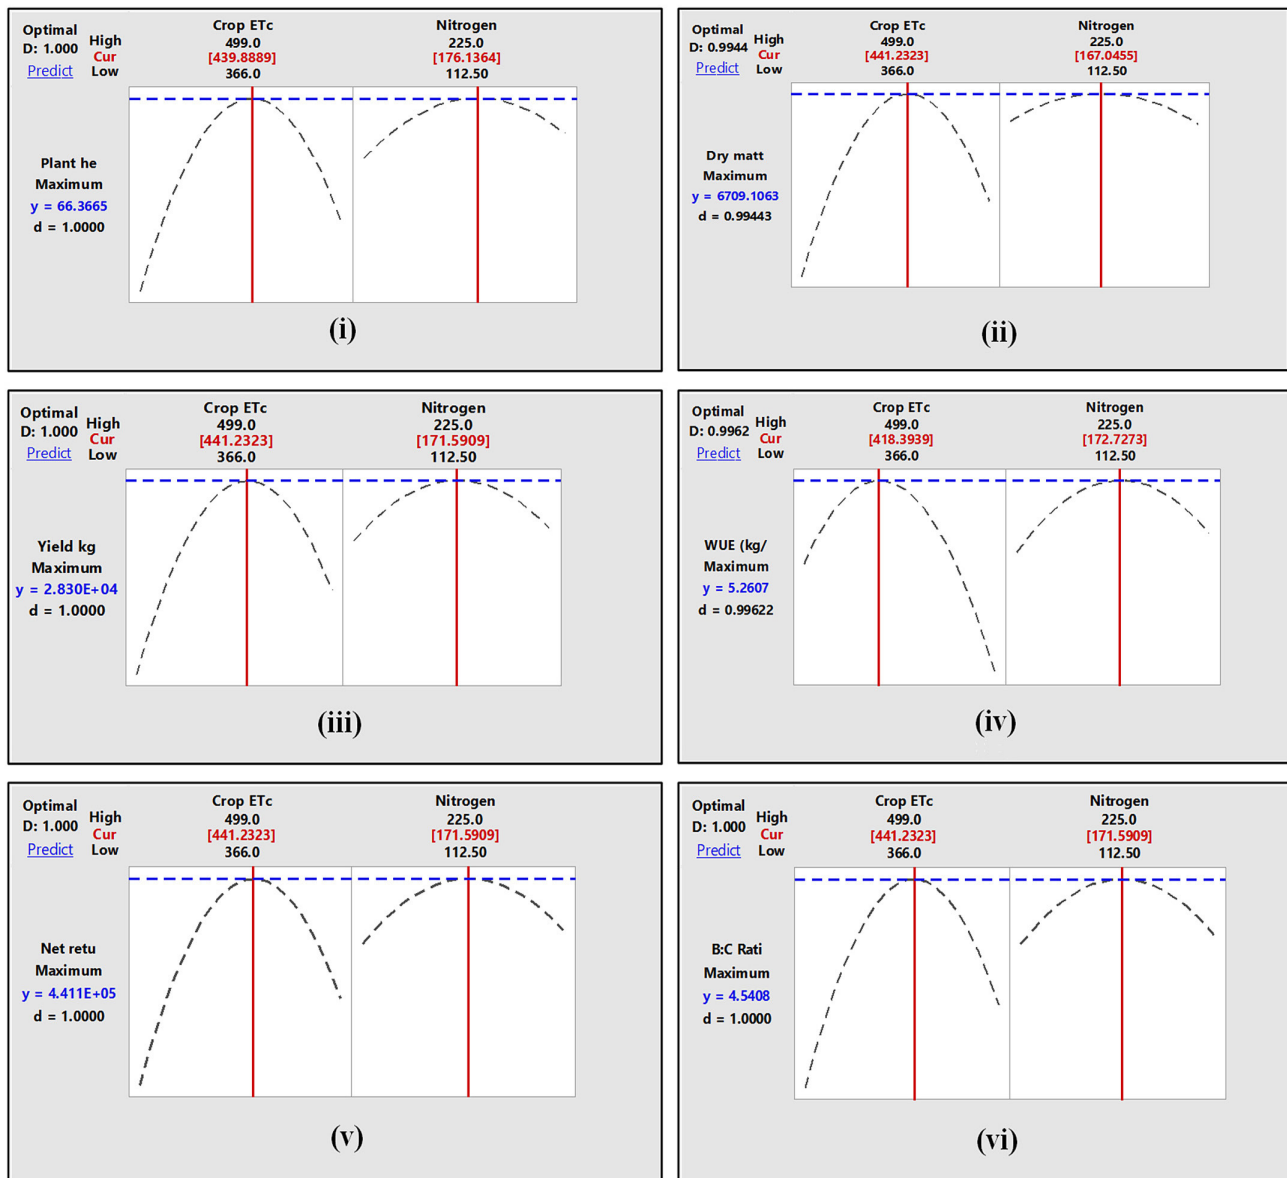 Optimal
D: 1.000
Predict
High
Cur
Low
Crop ETc
499.0
[439.8889]
366.0
Nitrogen
225.0
[176.1364]
112.50
Plant he
Maximum
y = 66.3665
d = 1.0000
(i)
Optimal
D: 0.9944
Predict
High
Cur
Low
Crop ETc
499.0
[441.2323]
366.0
Nitrogen
225.0
[167.0455]
112.50
Dry matt
Maximum
y = 6709.1063
d = 0.99443
(ii)
Optimal
D: 1.000
Predict
High
Cur
Low
Crop ETc
499.0
[441.2323]
366.0
Nitrogen
225.0
[171.5909]
112.50
Yield kg
Maximum
y = 2.830E+04
d = 1.0000
(iii)
Optimal
D: 0.9962
Predict
High
Cur
Low
Crop ETc
499.0
[418.3939]
366.0
Nitrogen
225.0
[172.7273]
112.50
WUE (kg/
Maximum
y = 5.2607
d = 0.99622
(iv)
Optimal
D: 1.000
Predict
High
Cur
Low
Crop ETc
499.0
[441.2323]
366.0
Nitrogen
225.0
[171.5909]
112.50
Net retu
Maximum
y = 4.411E+05
d = 1.0000
(v)
Optimal
D: 1.000
Predict
High
Cur
Low
Crop ETc
499.0
[441.2323]
366.0
Nitrogen
225.0
[171.5909]
112.50
B:C Rati
Maximum
y = 4.5408
d = 1.0000
(vi)